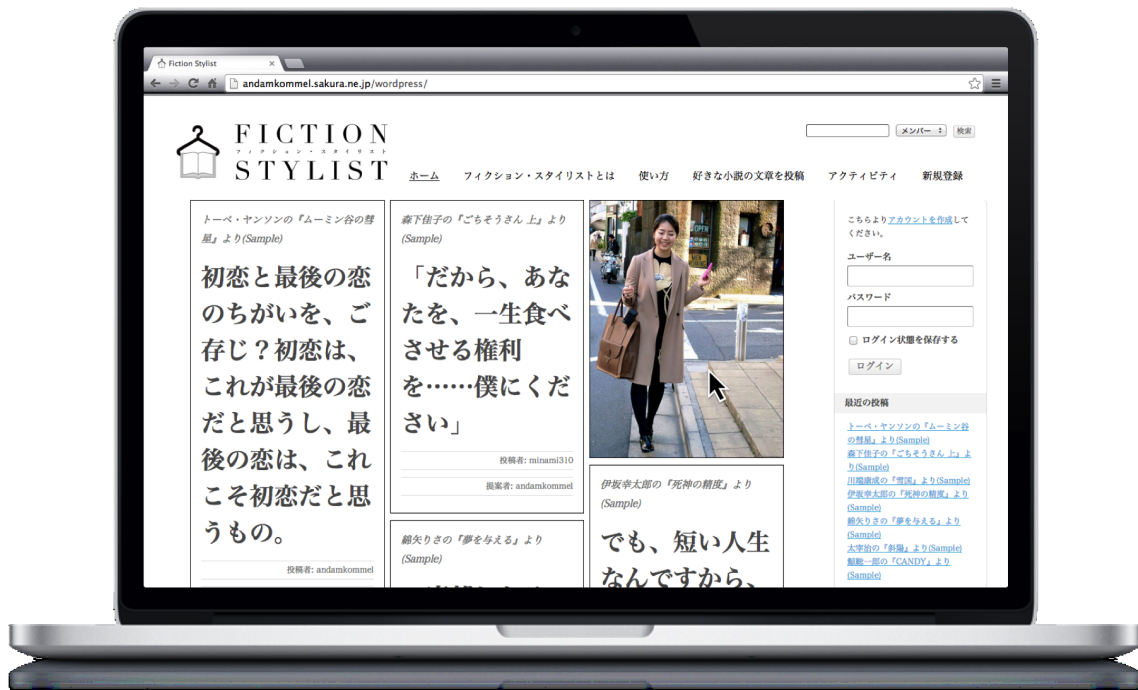 Fiction Stylist
andamkommel.sakura.ne.jp/wordpress/
FICTION
フィクション・スタイリスト
STYLIST
メンバー
検索
ホーム
フィクション・スタイリストとは
使い方
好きな小説の文章を投稿
アクティビティ
新規登録
トーベ・ヤンソンの『ムーミン谷の彗
星』より(Sample)
初恋と最後の恋
のちがいを、ご
存じ？初恋は、
これが最後の恋
だと思うし、最
後の恋は、これ
こそ初恋だと思
うもの。
投稿者: andamkommel
森下佳子の『ごちそうさん 上』より
(Sample)
「だから、あな
たを、一生食べ
させる権利
を……僕にくだ
さい」
投稿者: minami310
提案者: andamkommel
綿矢りさの『夢を与える』より
(Sample)
OPEN
伊坂幸太郎の『死神の精度』より
(Sample)
でも、短い人生
なんですから、
こちらよりアカウントを作成して
ください。
ユーザー名
パスワード
ログイン状態を保存する
ログイン
最近の投稿
トーベ・ヤンソンの『ムーミン谷
の彗星』より(Sample)
森下佳子の『ごちそうさん 上』よ
り(Sample)
川端康成の『雪国』より(Sample)
伊坂幸太郎の『死神の精度』より
(Sample)
綿矢りさの『夢を与える』より
(Sample)
太宰治の『斜陽』より(Sample)
鯨統一郎の『CANDY』より
(Sample)